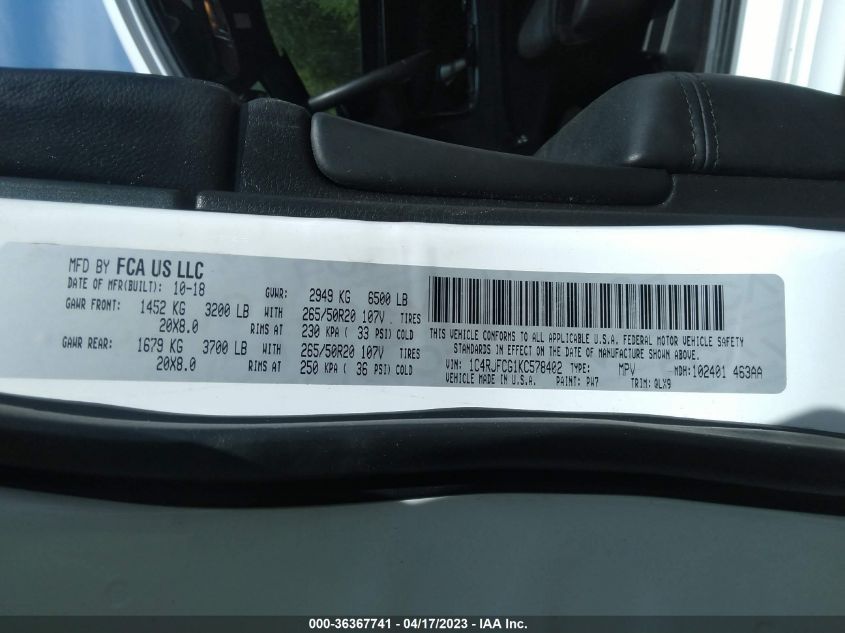 MFD BY FCA US LLC
DATE OF MFR(BUILT): 10-18 GVWR: 2949 KG 6500 LB
GAWR FRONT: 1452 KG 3200 LB WITH 265/50R20 107V TIRES
20X8.0 RIMS AT 230 KPA ( 33 PSI) COLD
GAWR REAR: 1679 KG 3700 LB WITH 265/50R20 107V TIRES
20X8.0 RIMS AT 250 KPA ( 36 PSI) COLD
THIS VEHICLE CONFORMS TO ALL APPLICABLE U.S.A. FEDERAL MOTOR VEHICLE SAFETY
STANDARDS IN EFFECT ON THE DATE OF MANUFACTURE SHOWN ABOVE.
VIN: 1C4RJFCG1KC578402 TYPE: MPV MDH: 102401 463AA
VEHICLE MADE IN U.S.A. PAINT: PW7 TRIM: QLX9
000-36367741 - 04/17/2023 - IAA Inc.